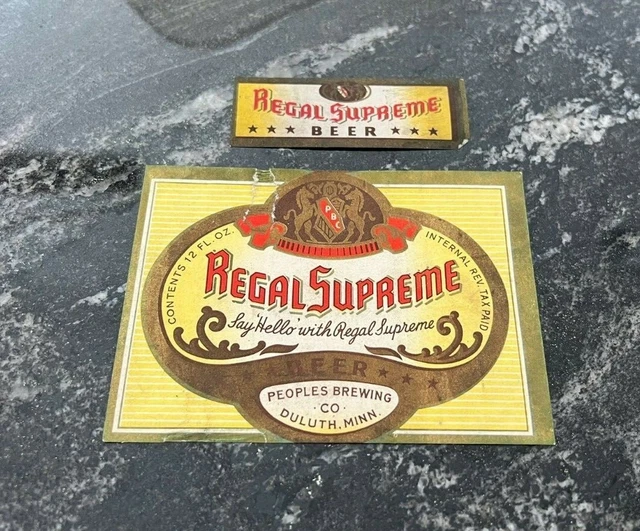 REGAL SUPREME
★ ★ ★ BEER ★ ★ ★
PBC
CONTENTS 12 FL. OZ.
INTERNAL REV. TAX PAID
REGAL SUPREME
Say 'Hello' with Regal Supreme
★ ★ BEER ★ ★ ★
PEOPLES BREWING
· CO ·
DULUTH, MINN.